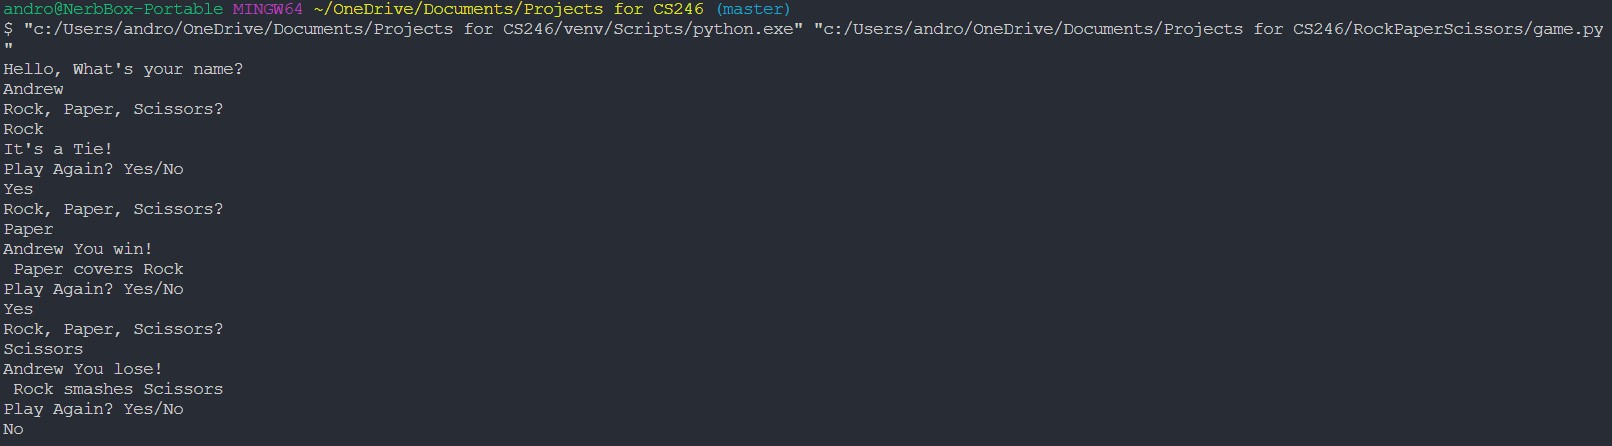 andro@NerbBox-Portable MINGW64 ~/OneDrive/Documents/Projects for CS246 (master)
$ "c:/Users/andro/OneDrive/Documents/Projects for CS246/venv/Scripts/python.exe" "c:/Users/andro/OneDrive/Documents/Projects for CS246/RockPaperScissors/game.py
"
Hello, What's your name?
Andrew
Rock, Paper, Scissors?
Rock
It's a Tie!
Play Again? Yes/No
Yes
Rock, Paper, Scissors?
Paper
Andrew You win!
 Paper covers Rock
Play Again? Yes/No
Yes
Rock, Paper, Scissors?
Scissors
Andrew You lose!
 Rock smashes Scissors
Play Again? Yes/No
No